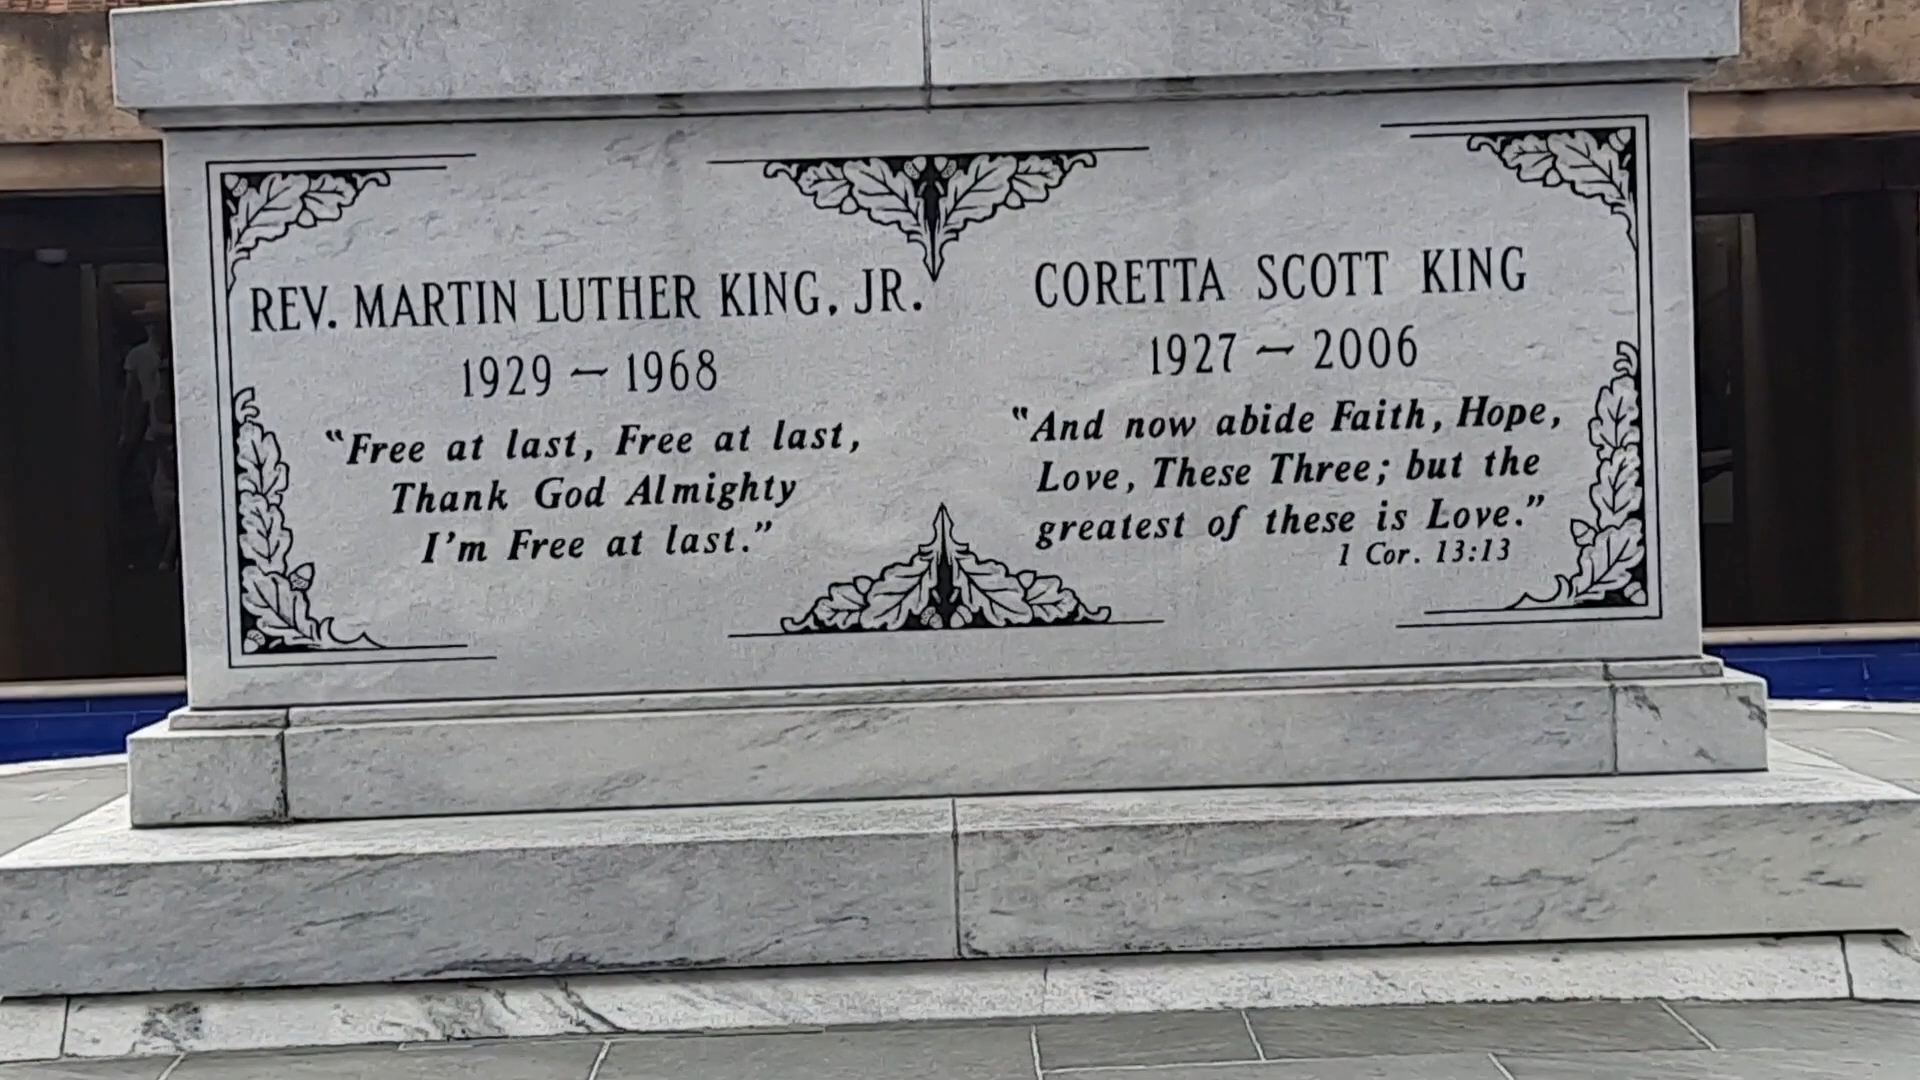 REV. MARTIN LUTHER KING, JR.
1929 – 1968
"Free at last, Free at last,
Thank God Almighty
I'm Free at last."
CORETTA SCOTT KING
1927 – 2006
"And now abide Faith, Hope,
Love, These Three; but the
greatest of these is Love."
1 Cor. 13:13